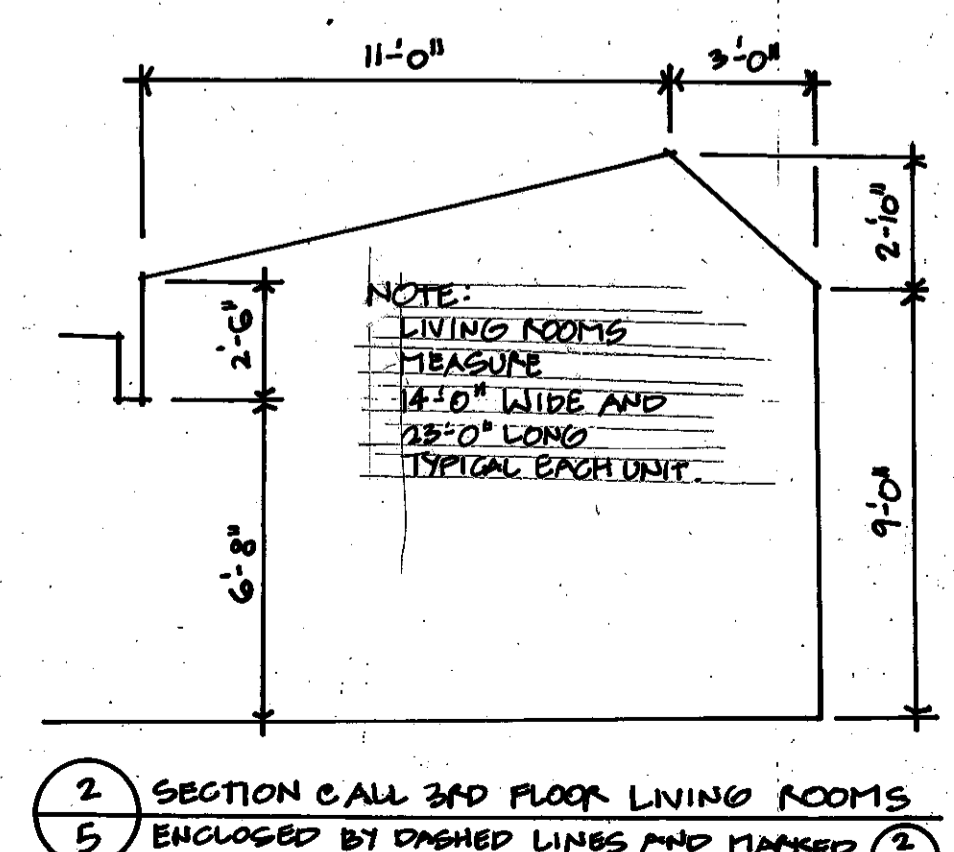 11'-0"
3'-0"
2'-10"
2'-6"
NOTE:
LIVING ROOMS
MEASURE
14'-0" WIDE AND
23'-0" LONG
TYPICAL EACH UNIT.
9'-0"
6'-8"
2 SECTION @ ALL 3RD FLOOR LIVING ROOMS
5 ENCLOSED BY DASHED LINES AND MARKED 2